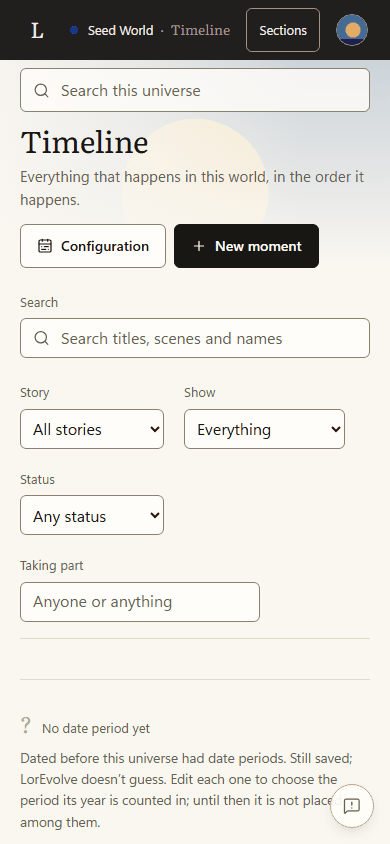 L
Seed World · Timeline
Sections
Search this universe
Timeline
Everything that happens in this world, in the order it
happens.
Configuration
New moment
Search
Search titles, scenes and names
Story
Show
All stories
Everything
Status
Any status
Taking part
Anyone or anything
? No date period yet
Dated before this universe had date periods. Still saved;
LorEvolve doesn’t guess. Edit each one to choose the
period its year is counted in; until then it is not
among them.